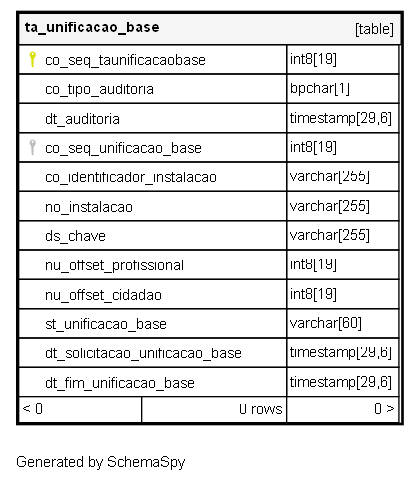 ta_unificacao_base [table]
co_seq_taunificacaobase int8[19]
co_tipo_auditoria bpchar[1]
dt_auditoria timestamp[29,6]
co_seq_unificacao_base int8[19]
co_identificador_instalacao varchar[255]
no_instalacao varchar[255]
ds_chave varchar[255]
nu_offset_profissional int8[19]
nu_offset_cidadao int8[19]
st_unificacao_base varchar[60]
dt_solicitacao_unificacao_base timestamp[29,6]
dt_fim_unificacao_base timestamp[29,6]
< 0 0 rows 0 >
Generated by SchemaSpy